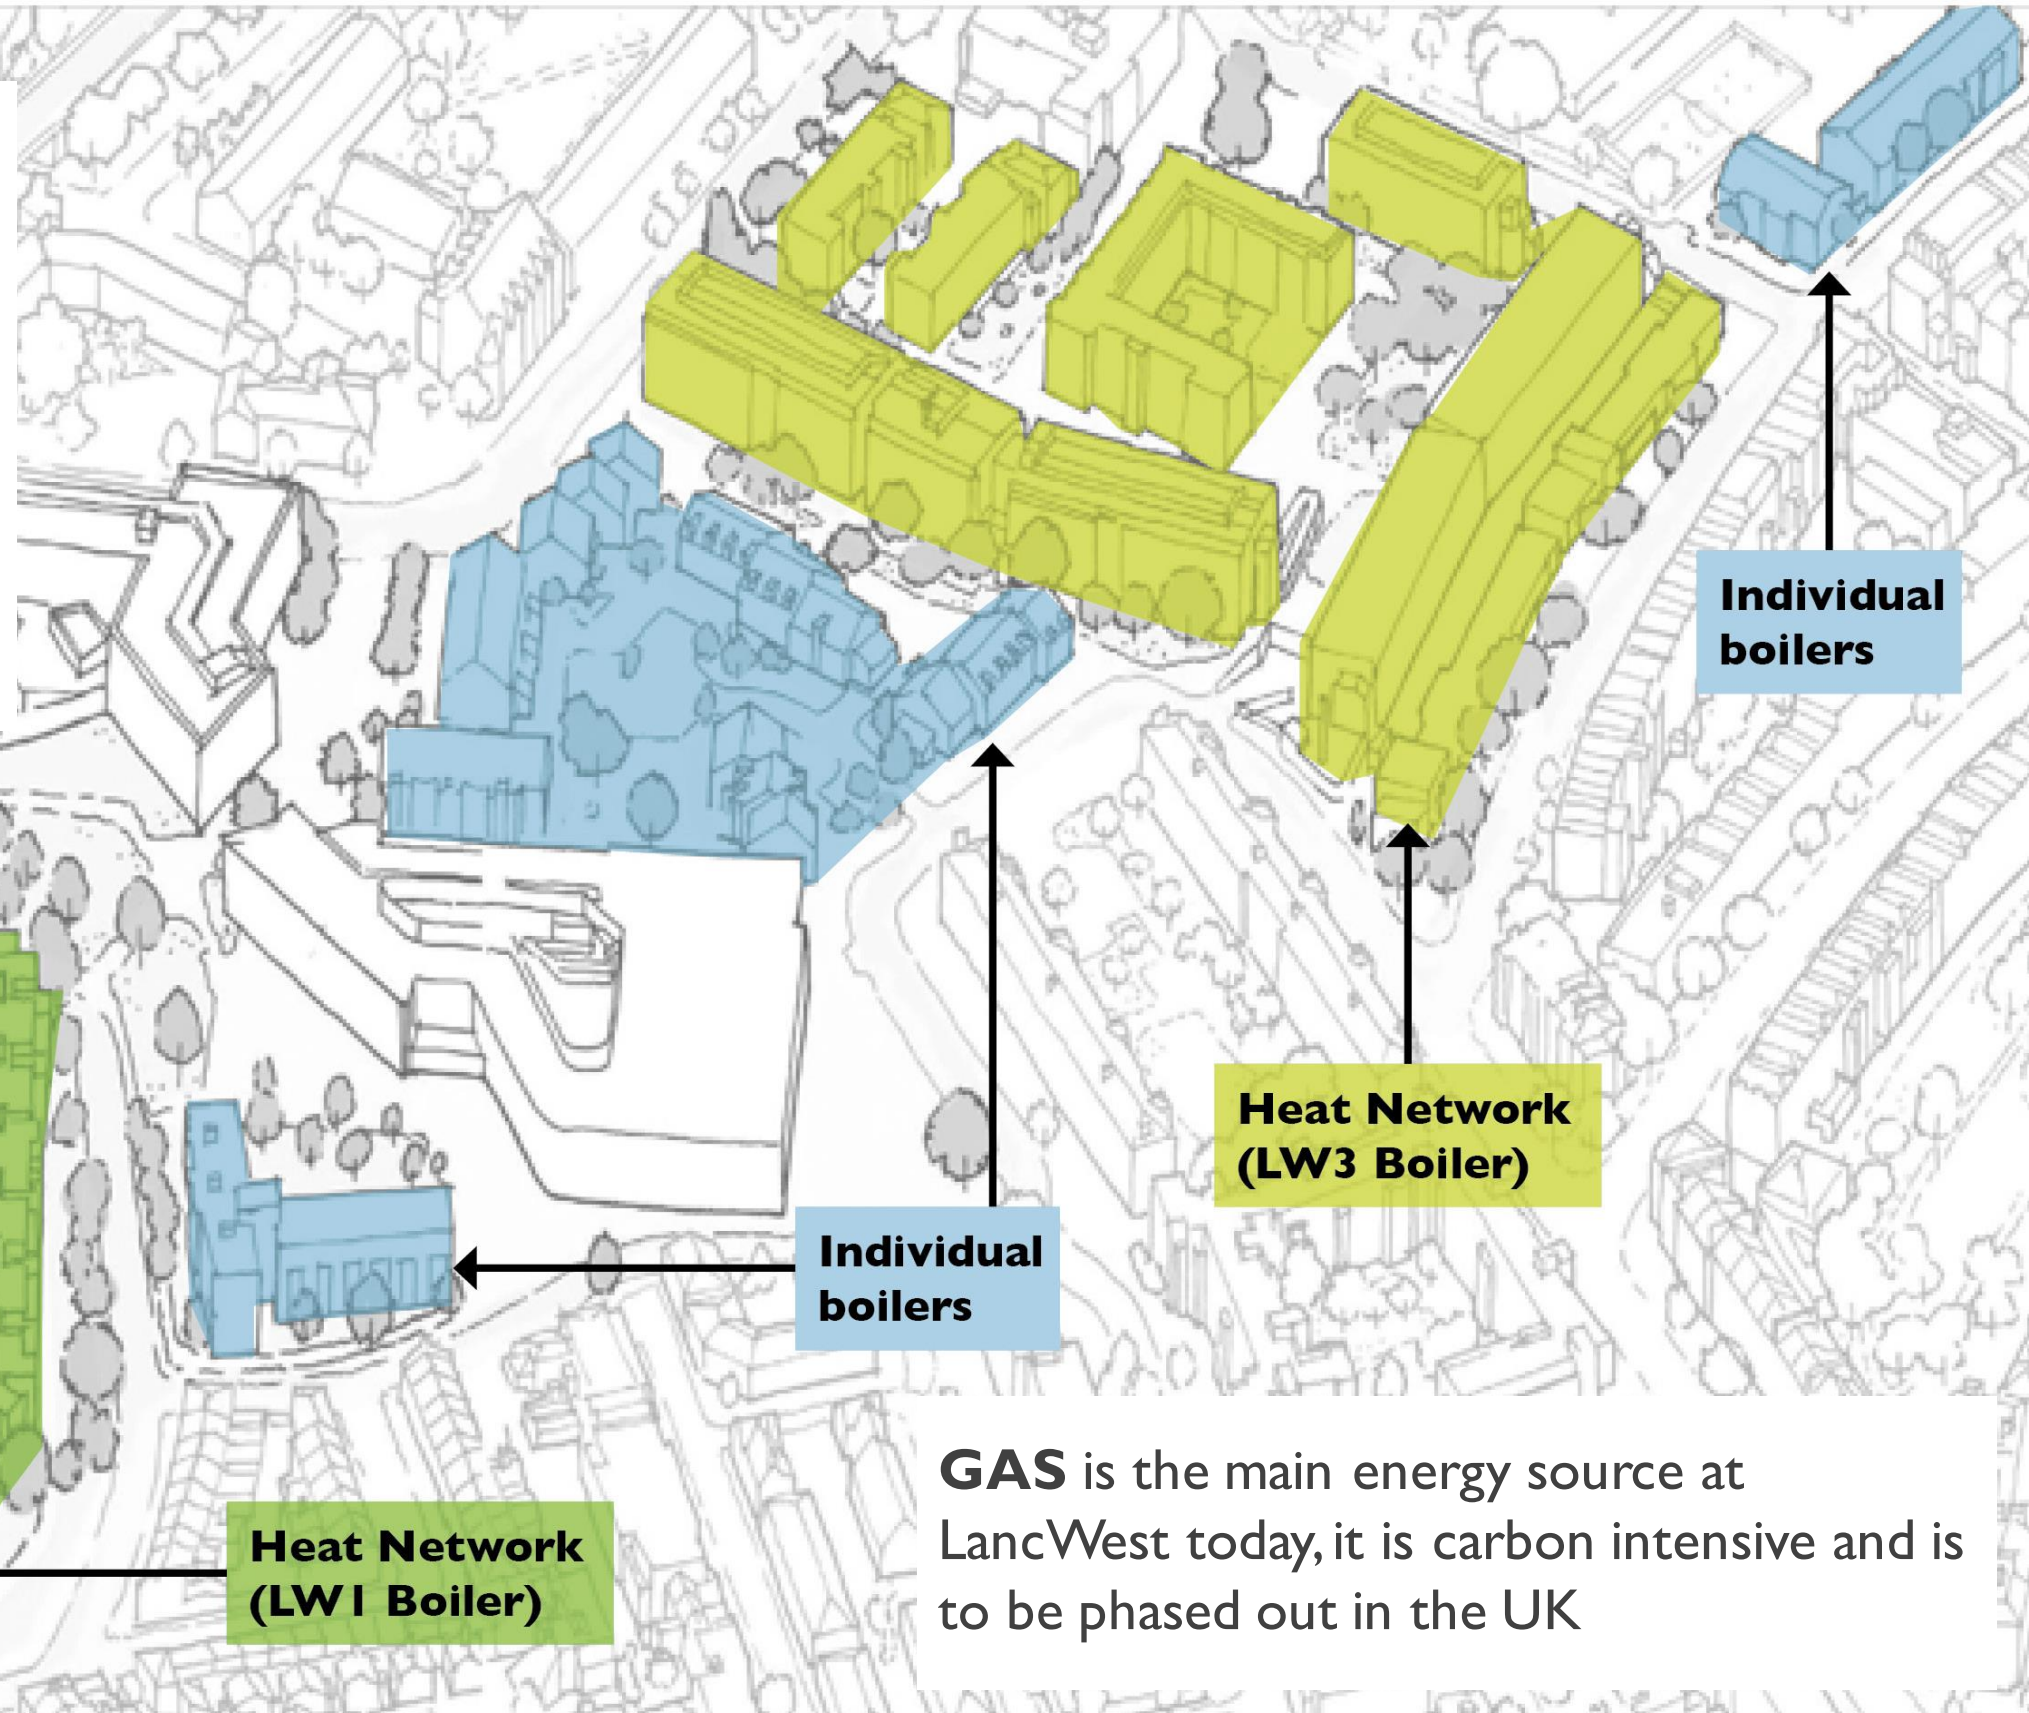 Individual
boilers
Heat Network
(LW3 Boiler)
Individual
boilers
GAS is the main energy source at
LancWest today, it is carbon intensive and is
to be phased out in the UK
Heat Network
(LW1 Boiler)